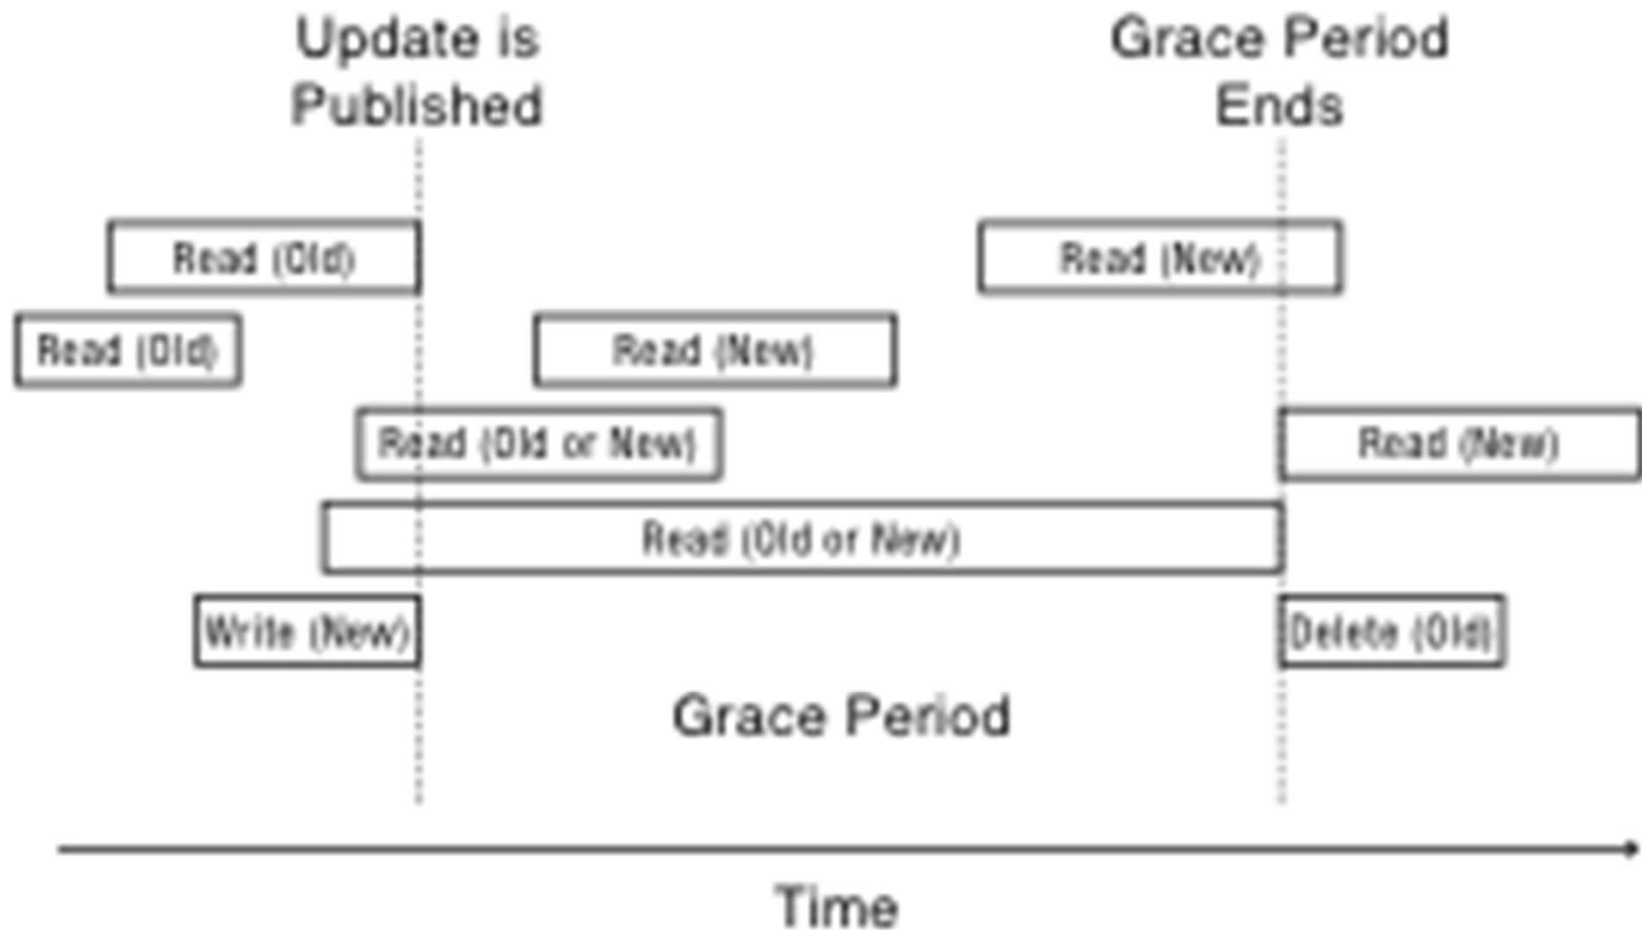 Update is
Published
Grace Period
Ends
Read (Old)
Read (New)
Read (Old)
Read (New)
Read (Old or New)
Read (New)
Read (Old or New)
Write (New)
Delete (Old)
Grace Period
Time